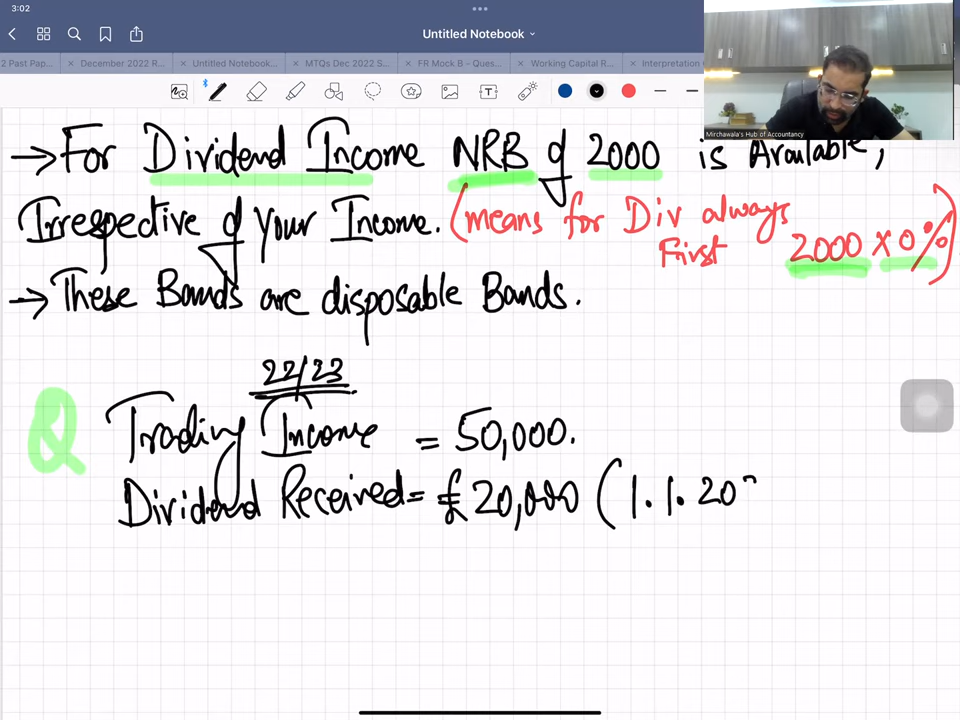 3:02
Untitled Notebook
2 Past Pap...
December 2022 R...
Untitled Notebook...
MTQs Dec 2022 S...
FR Mock B - Ques...
Working Capital R...
Interpretation
Mirchawala's Hub of Accountancy
→ For Dividend Income NRB of 2000 is Available,
Irrespective of your Income. (means for Div always
First 2000 x 0%)
→ These Bands are disposable Bands.
22/23
Q Trading Income = 50,000.
Dividend Received = £20,000 (1.1.20